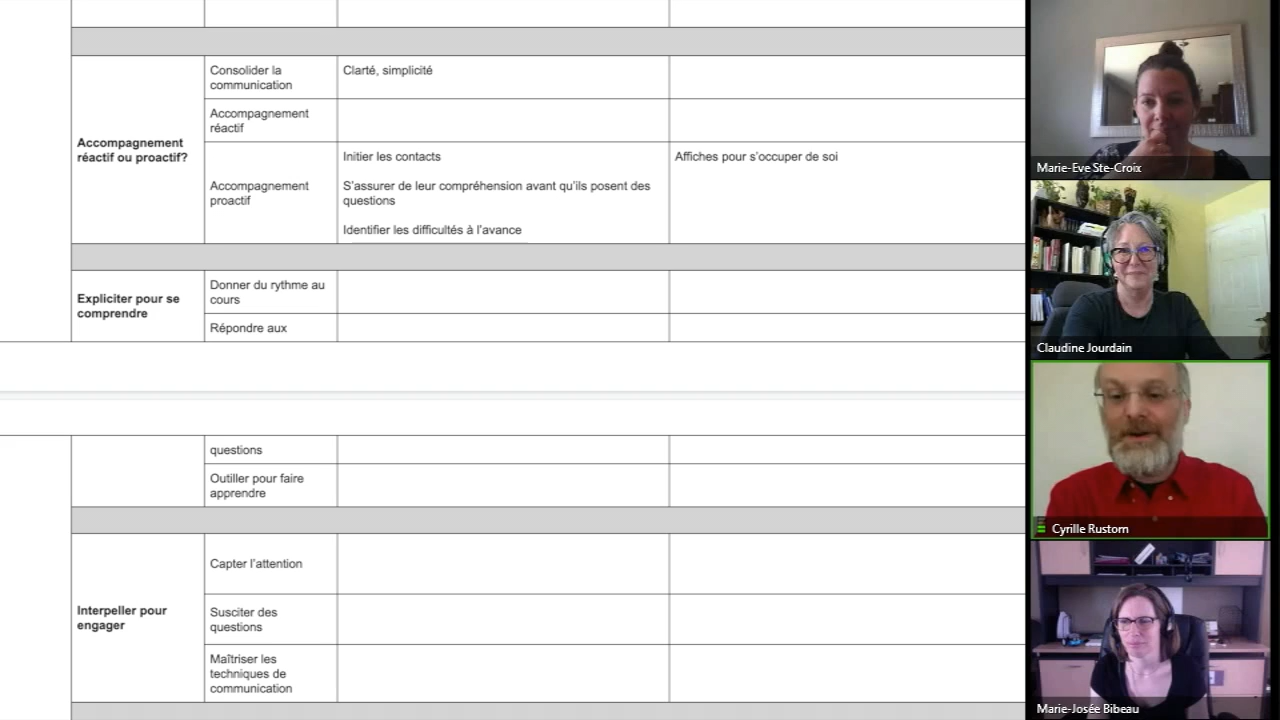 Consolider la
communication
Clarté, simplicité
Accompagnement
réactif
Accompagnement
réactif ou proactif?
Accompagnement
proactif
Initier les contacts
S'assurer de leur compréhension avant qu'ils posent des
questions
Identifier les difficultés à l'avance
Affiches pour s'occuper de soi
Expliciter pour se
comprendre
Donner du rythme au
cours
Répondre aux
questions
Outiller pour faire
apprendre
Interpeller pour
engager
Capter l'attention
Susciter des
questions
Maîtriser les
techniques de
communication
Marie-Eve Ste-Croix
Claudine Jourdain
Cyrille Rustom
Marie-Josée Bibeau